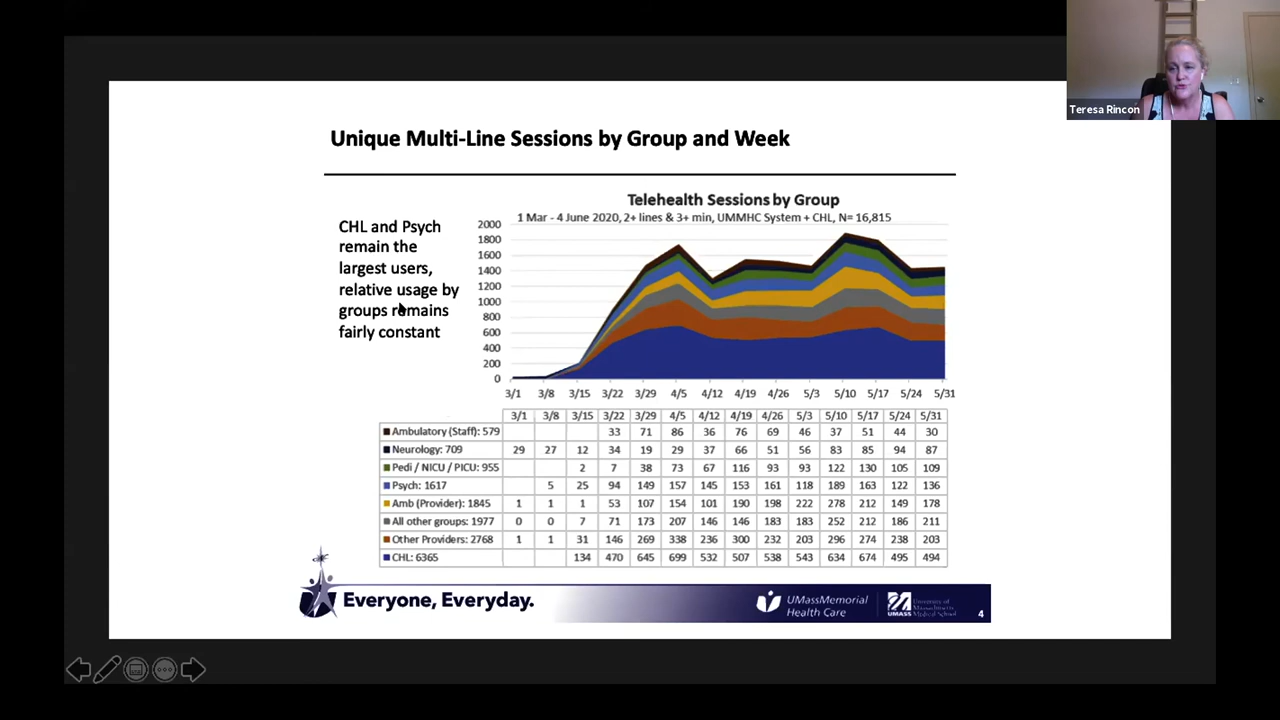 Teresa Rincon
Unique Multi-Line Sessions by Group and Week
CHL and Psych
remain the
largest users,
relative usage by
groups remains
fairly constant
Telehealth Sessions by Group
1 Mar - 4 June 2020, 2+ lines & 3+ min, UMMHC System + CHL, N= 16,815
2000
1800
1600
1400
1200
1000
800
600
400
200
0
3/1 3/8 3/15 3/22 3/29 4/5 4/12 4/19 4/26 5/3 5/10 5/17 5/24 5/31
3/1 3/8 3/15 3/22 3/29 4/5 4/12 4/19 4/26 5/3 5/10 5/17 5/24 5/31
Ambulatory (Staff): 579 33 71 86 36 76 69 46 37 51 44 30
Neurology: 709 29 27 12 34 19 29 37 66 51 56 83 85 94 87
Pedi / NICU / PICU: 955 2 7 38 73 67 116 93 93 122 130 105 109
Psych: 1617 5 25 94 149 157 145 153 161 118 189 163 122 136
Amb (Provider): 1845 1 1 1 53 107 154 101 190 198 222 278 212 149 178
All other groups: 1977 0 0 7 71 173 207 146 146 183 183 252 212 186 211
Other Providers: 2768 1 1 31 146 269 338 236 300 232 203 296 274 238 203
CHL: 6365 134 470 645 699 532 507 538 543 634 674 495 494
Everyone, Everyday.
UMassMemorial
Health Care
UMASS
University of
Massachusetts
Medical School
4